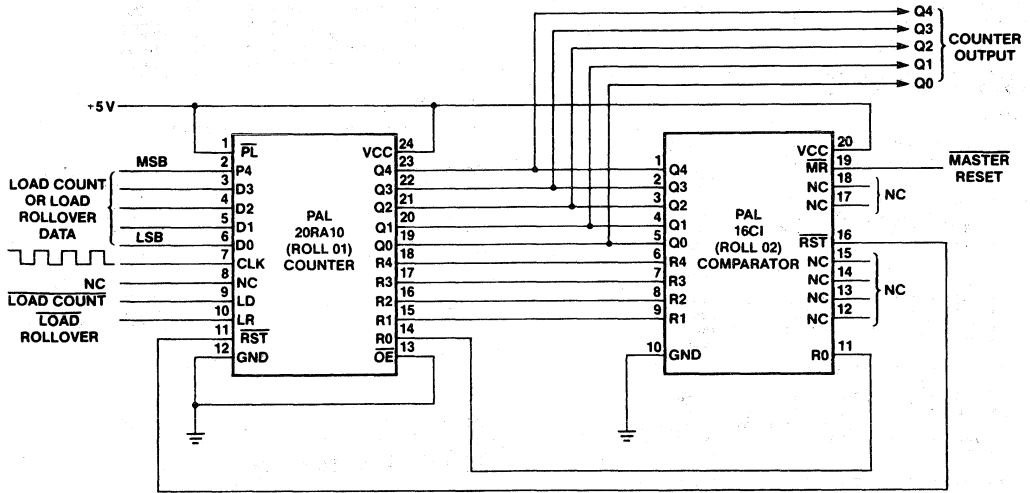 Q4
Q3
Q2
Q1
Q0
COUNTER
OUTPUT
+5V
MSB
LOAD COUNT
OR LOAD
ROLLOVER
DATA
LSB
NC
LOAD COUNT
LOAD
ROLLOVER
1 PL
2 P4
3 D3
4 D2
5 D1
6 D0
7 CLK
8 NC
9 LD
10 LR
11 RST
12 GND
PAL
20RA10
(ROLL 01)
COUNTER
VCC 24
Q4 23
Q3 22
Q2 21
Q1 20
Q0 19
R4 18
R3 17
R2 16
R1 15
R0 14
OE 13
1 Q4
2 Q3
3 Q2
4 Q1
5 Q0
6 R4
7 R3
8 R2
9 R1
10 GND
PAL
16CI
(ROLL 02)
COMPARATOR
VCC 20
MR 19
NC 18
NC 17
RST 16
NC 15
NC 14
NC 13
NC 12
R0 11
MASTER
RESET
NC
NC